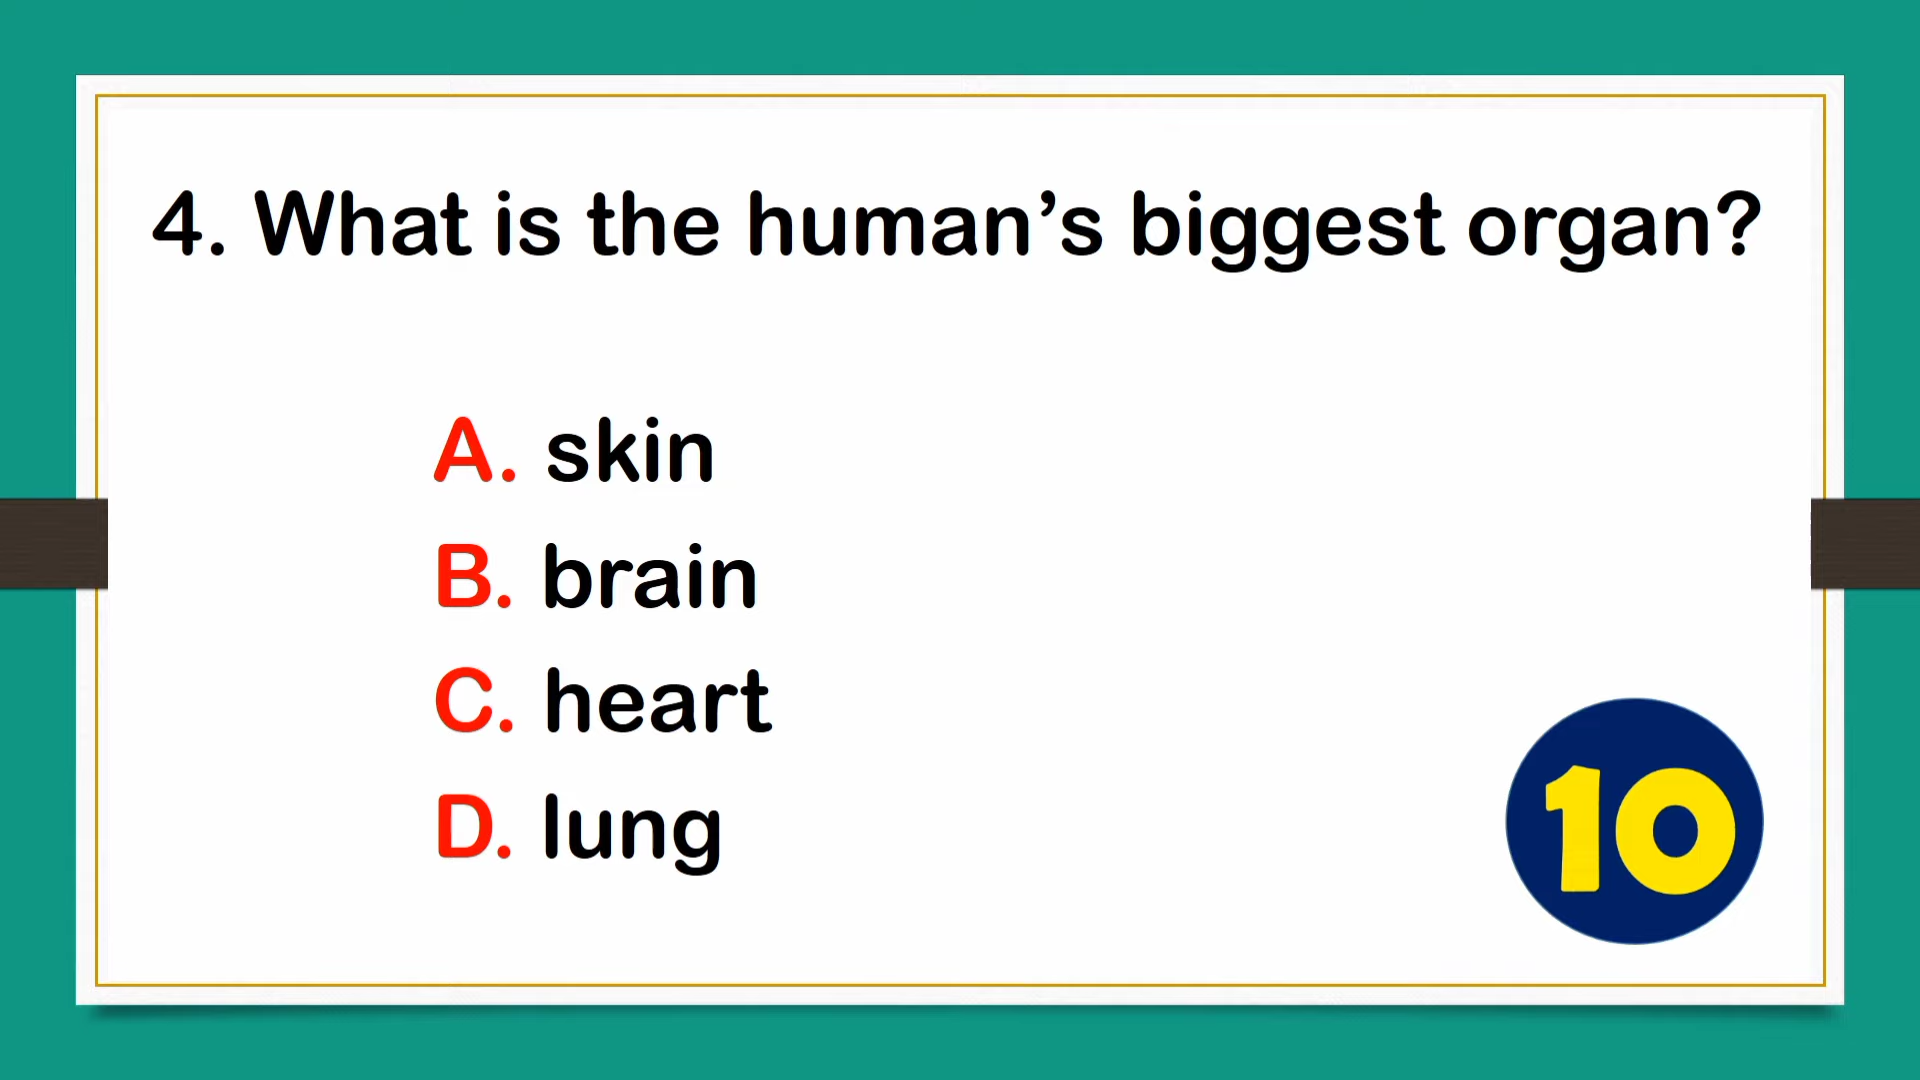 4. What is the human’s biggest organ?
A. skin
B. brain
C. heart
D. lung
10